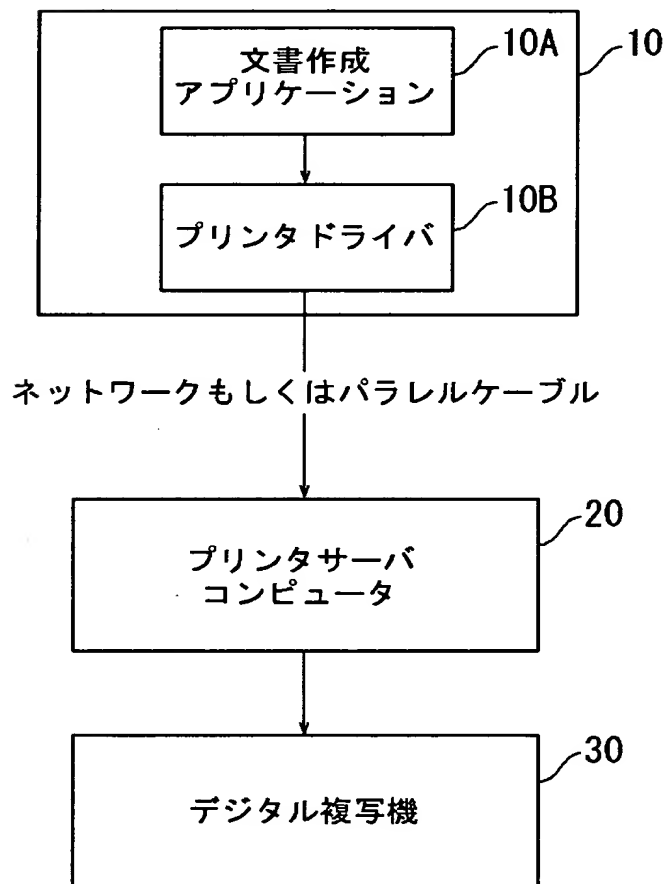 文書作成
アプリケーション
10A
10
プリンタドライバ
10B
ネットワークもしくはパラレルケーブル
プリンタサーバ
コンピュータ
20
デジタル複写機
30